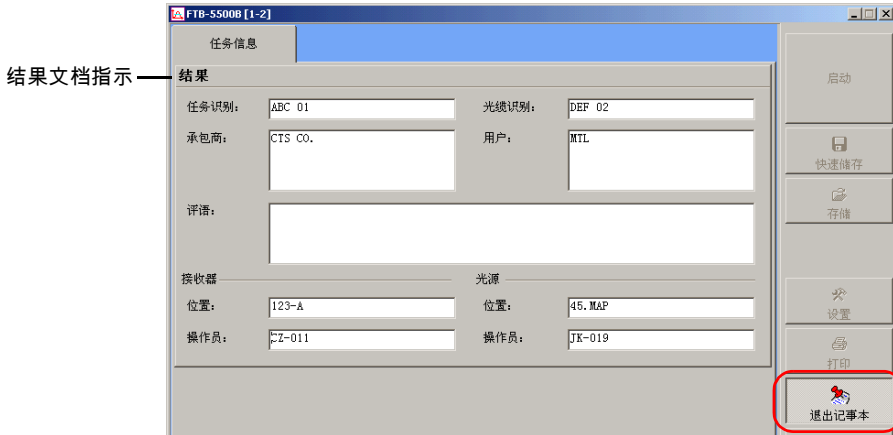 FTB-5500B [1-2]
任务信息
结果文档指示
结果
任务识别: ABC 01 光缆识别: DEF 02
承包商: CTS CO. 用户: MTL
评语:
接收器 光源
位置: 123-A 位置: 45.MAP
操作员: CZ-011 操作员: JK-019
启动
快速储存
存储
设置
打印
退出记事本